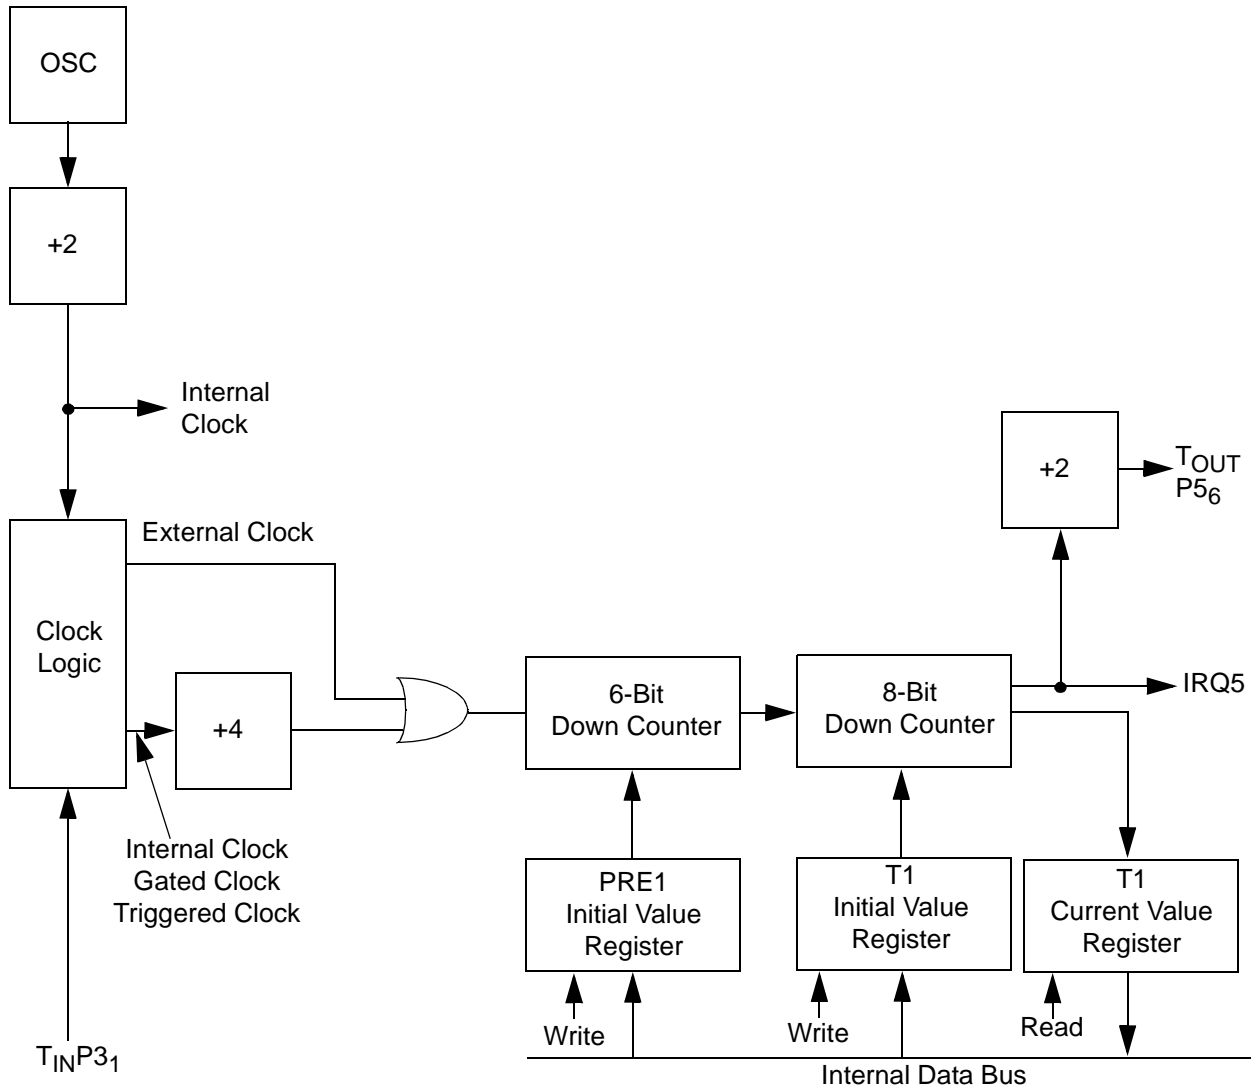 OSC
+2
Internal
Clock
+2
TOUT
P56
External Clock
Clock
Logic
+4
6-Bit
Down Counter
8-Bit
Down Counter
IRQ5
Internal Clock
Gated Clock
Triggered Clock
PRE1
Initial Value
Register
T1
Initial Value
Register
T1
Current Value
Register
Write
Write
Read
TINP31
Internal Data Bus